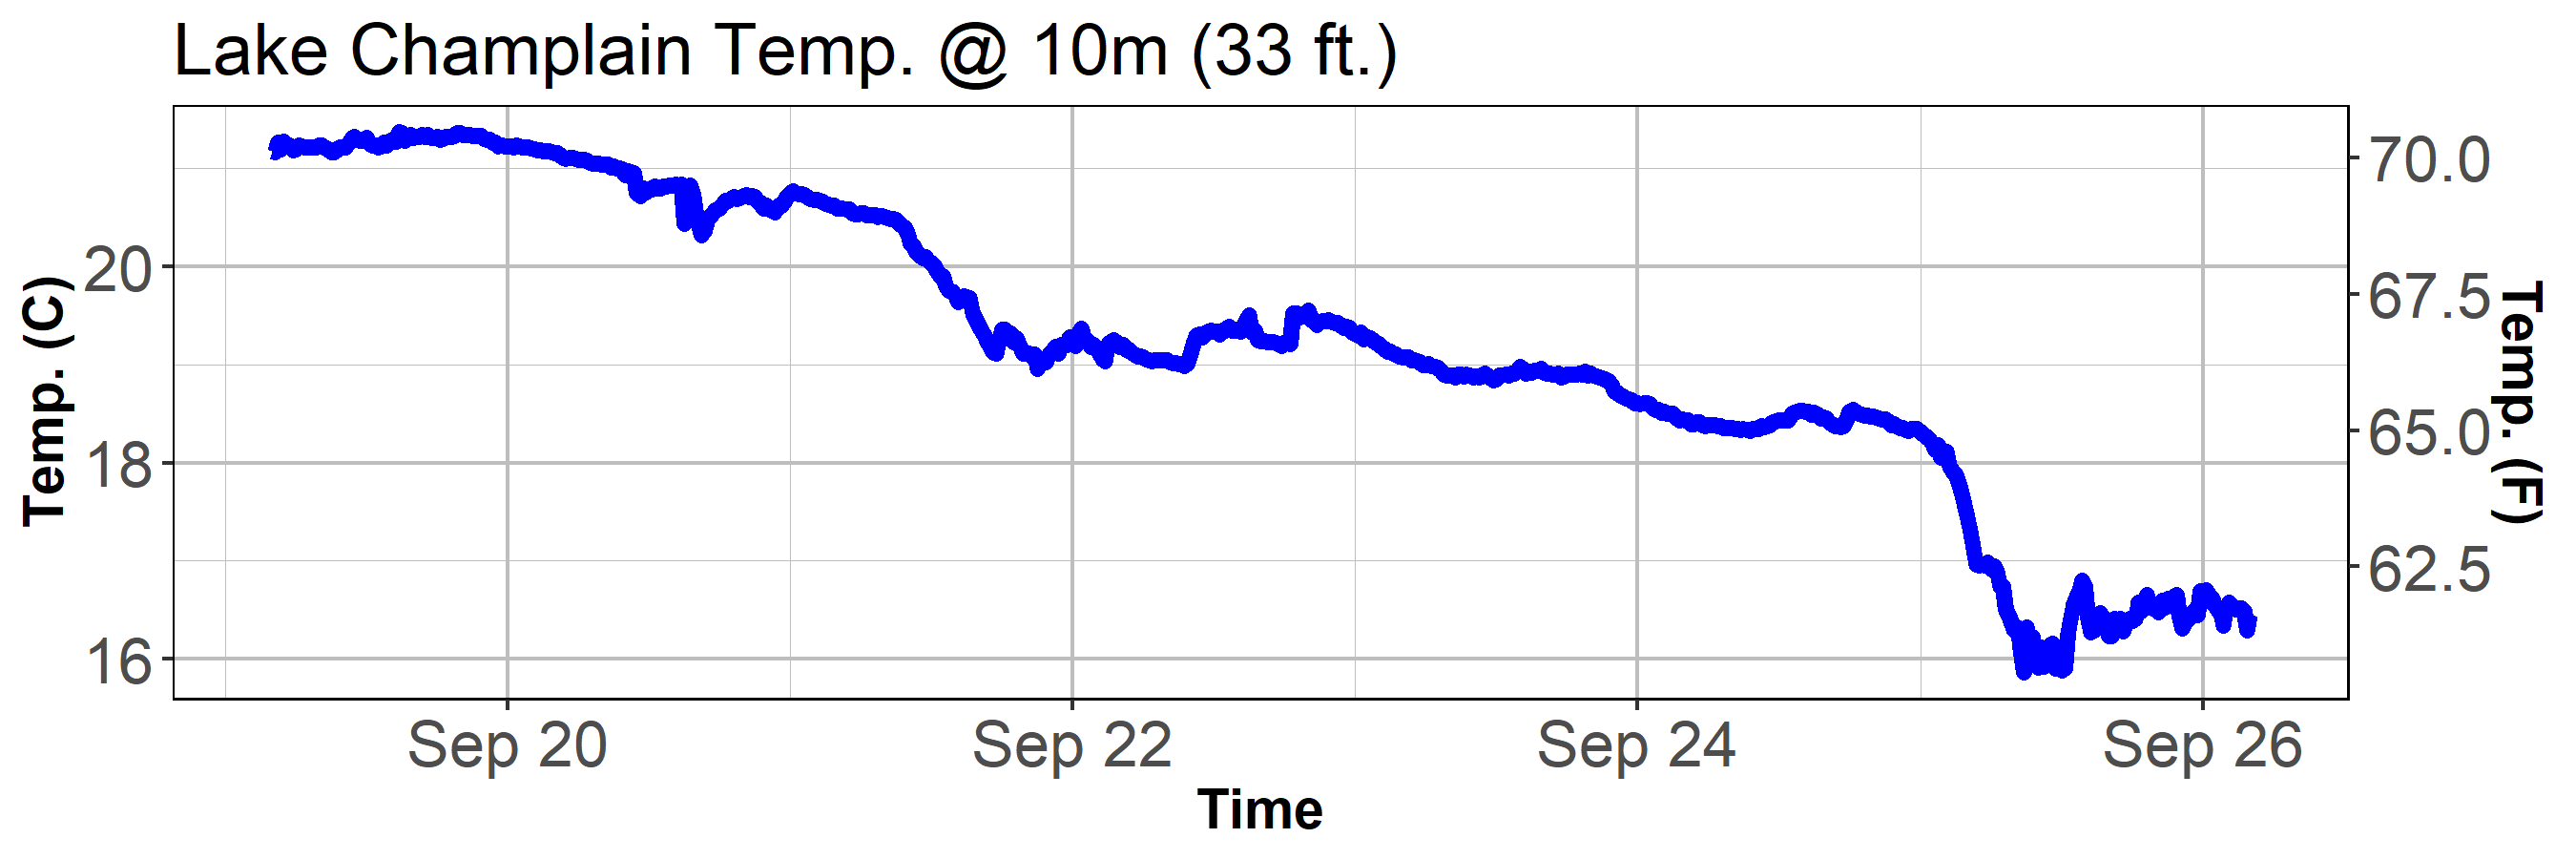 Lake Champlain Temp. @ 10m (33 ft.)
Temp. (C)
20
18
16
70.0
67.5
65.0
62.5
Temp. (F)
Sep 20 Sep 22 Sep 24 Sep 26
Time